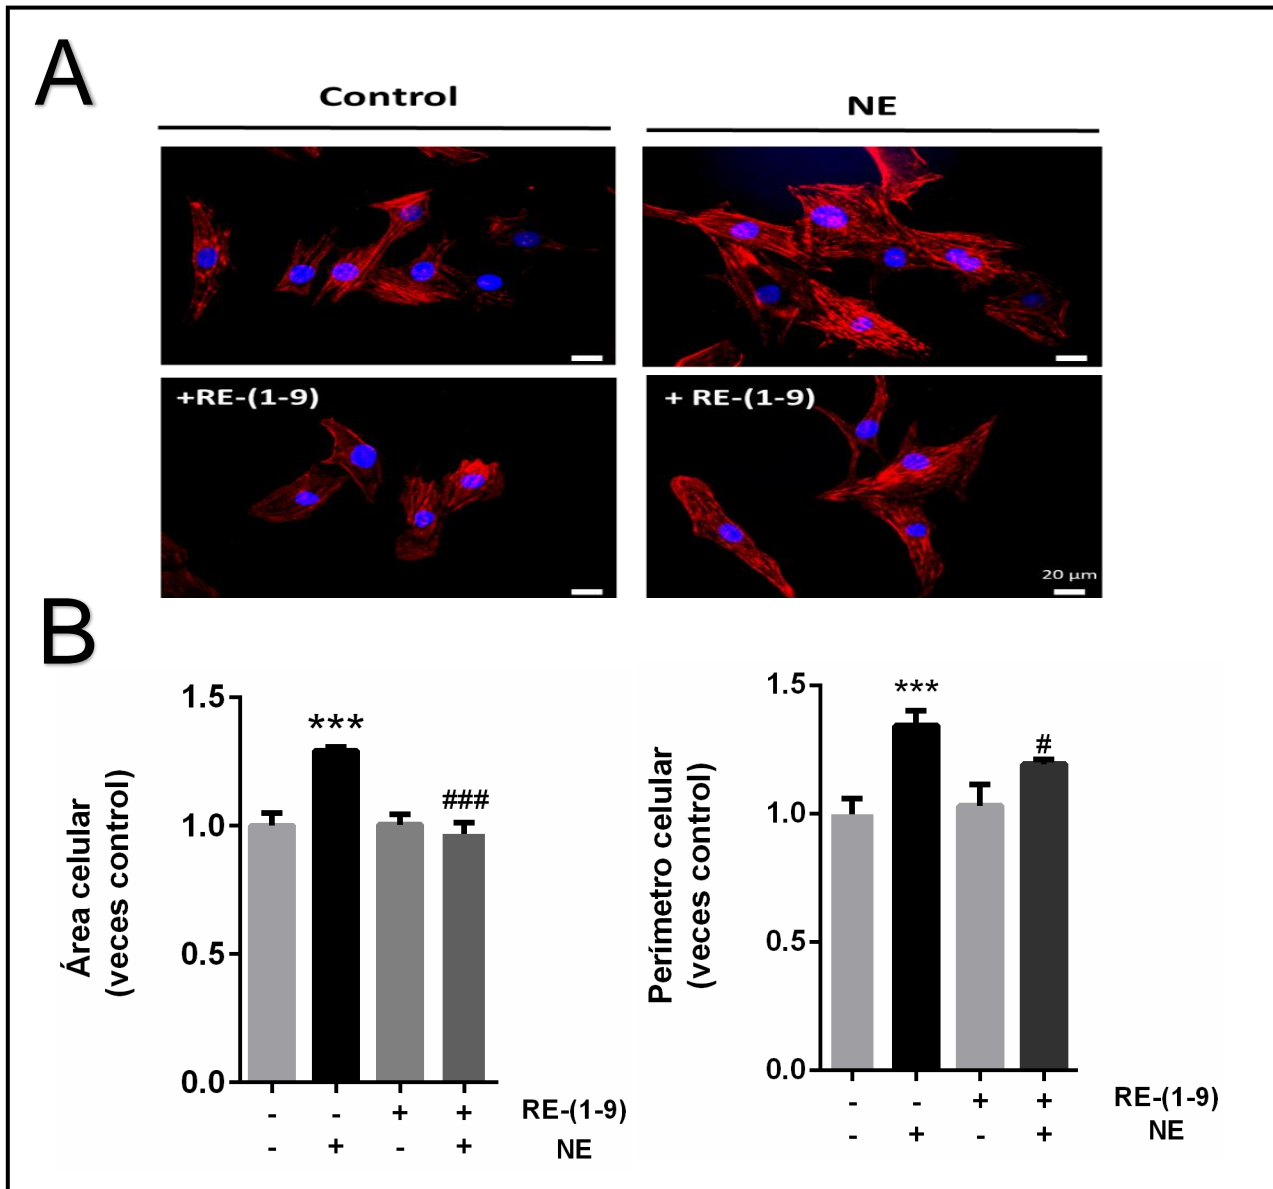 A
Control
NE
+RE-(1-9)
+ RE-(1-9)
20 µm
B
1.5
1.0
0.5
0.0
Área celular
(veces control)
***
###
- - + + RE-(1-9)
- + - + NE
1.5
1.0
0.5
0.0
Perímetro celular
(veces control)
***
#
- - + + RE-(1-9)
- + - + NE